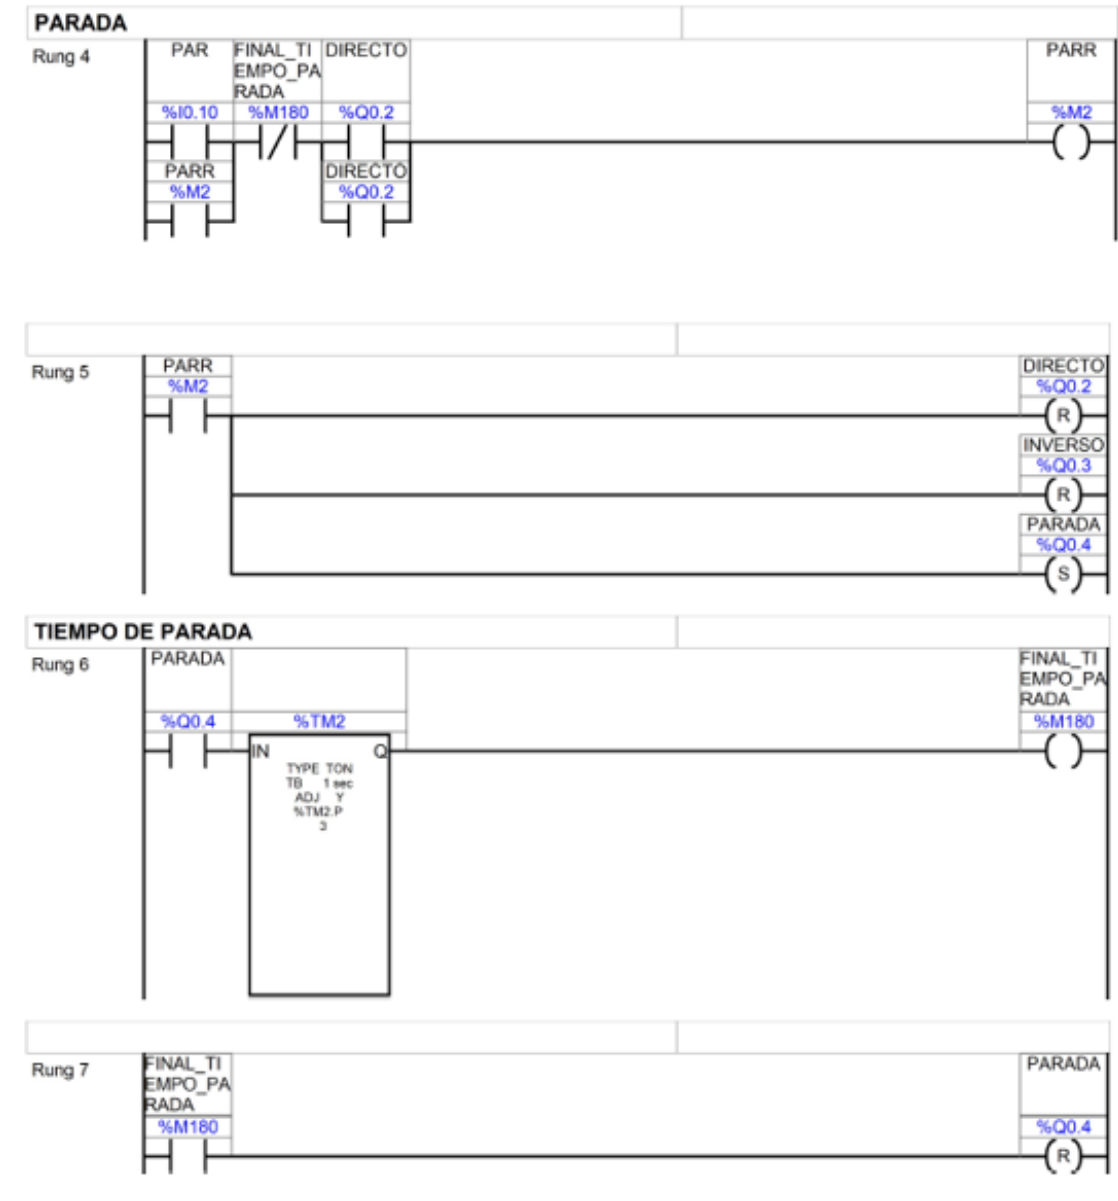 PARADA
Rung 4
PAR FINAL_TI DIRECTO PARR
EMPO_PA
RADA
%I0.10 %M180 %Q0.2 %M2
PARR DIRECTO
%M2 %Q0.2
Rung 5
PARR DIRECTO
%M2 %Q0.2
R
INVERSO
%Q0.3
R
PARADA
%Q0.4
S
TIEMPO DE PARADA
Rung 6
PARADA FINAL_TI
EMPO_PA
RADA
%Q0.4 %TM2 %M180
IN Q
TYPE TON
TB 1 sec
ADJ Y
%TM2.P
3
Rung 7
FINAL_TI PARADA
EMPO_PA
RADA
%M180 %Q0.4
R